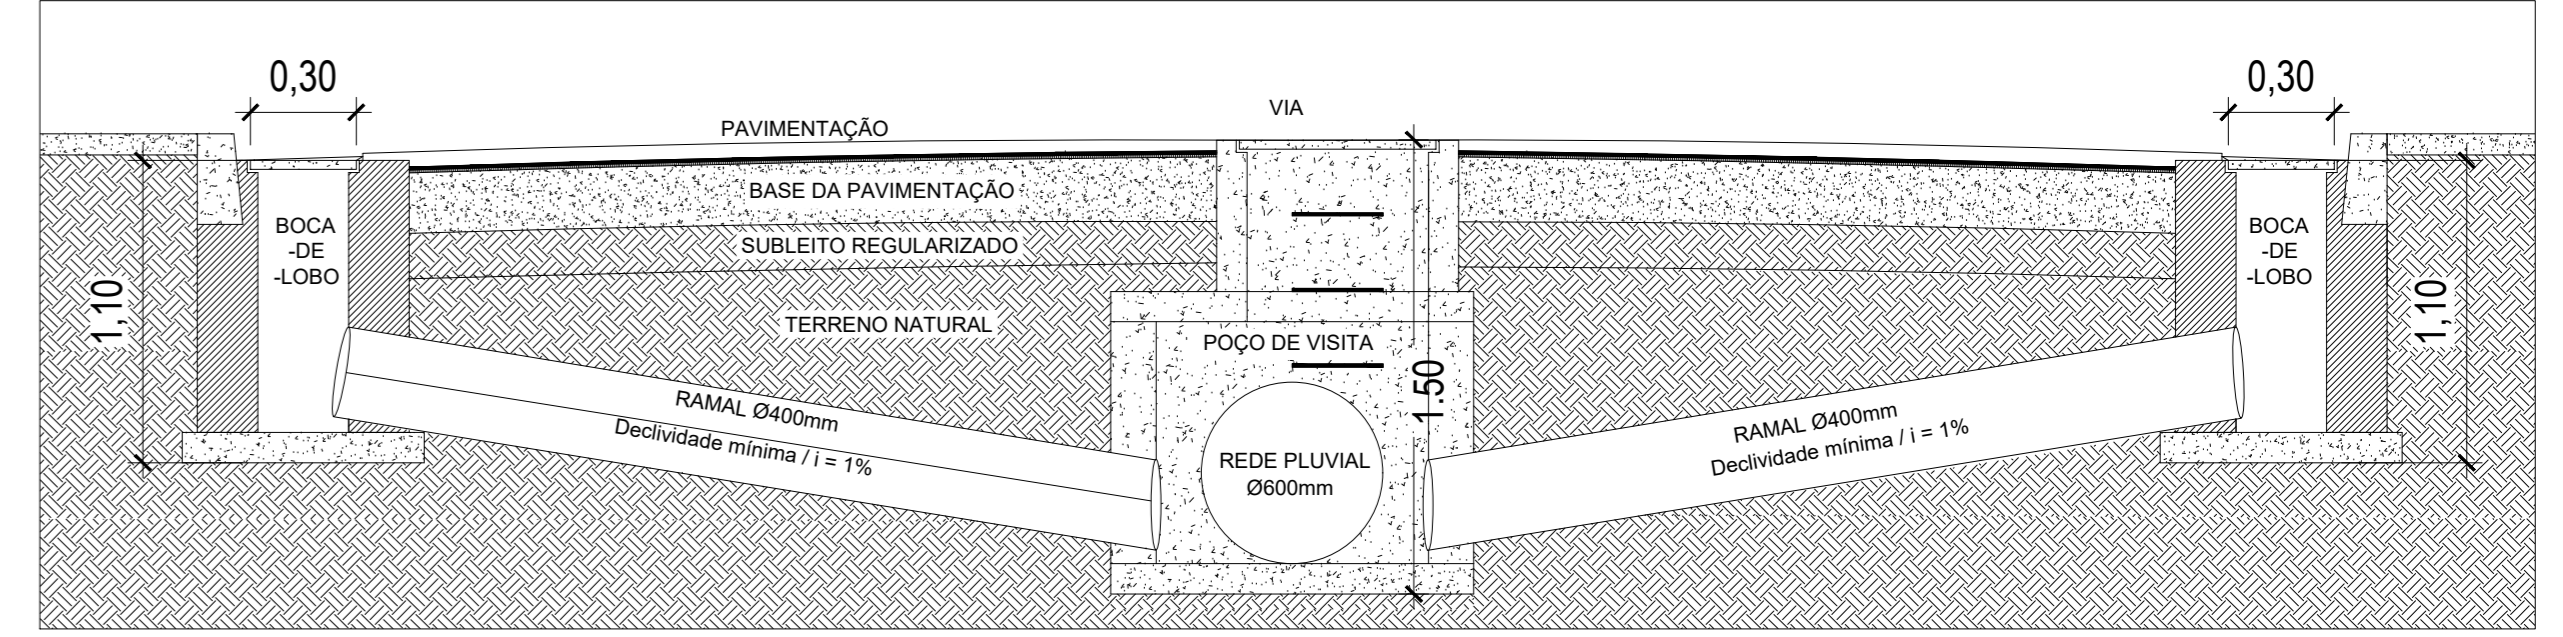 0,30
0,30
VIA
PAVIMENTAÇÃO
BASE DA PAVIMENTAÇÃO
SUBLEITO REGULARIZADO
TERRENO NATURAL
BOCA
-DE
-LOBO
BOCA
-DE
-LOBO
1,10
1,10
POÇO DE VISITA
1.50
RAMAL Ø400mm
Declividade mínima / i = 1%
REDE PLUVIAL
Ø600mm
RAMAL Ø400mm
Declividade mínima / i = 1%